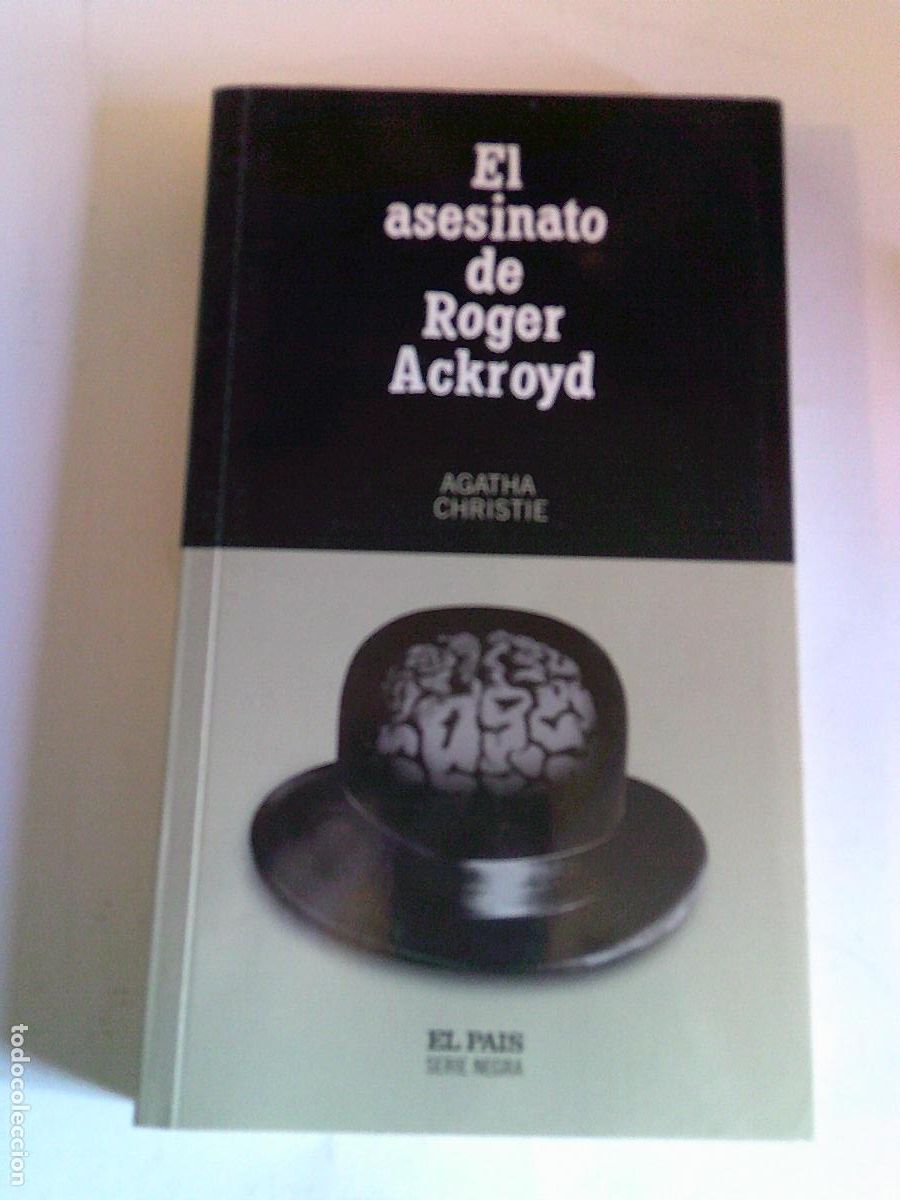 El
asesinato
de
Roger
Ackroyd
AGATHA
CHRISTIE
EL PAIS
SERIE NEGRA
todocoleccion